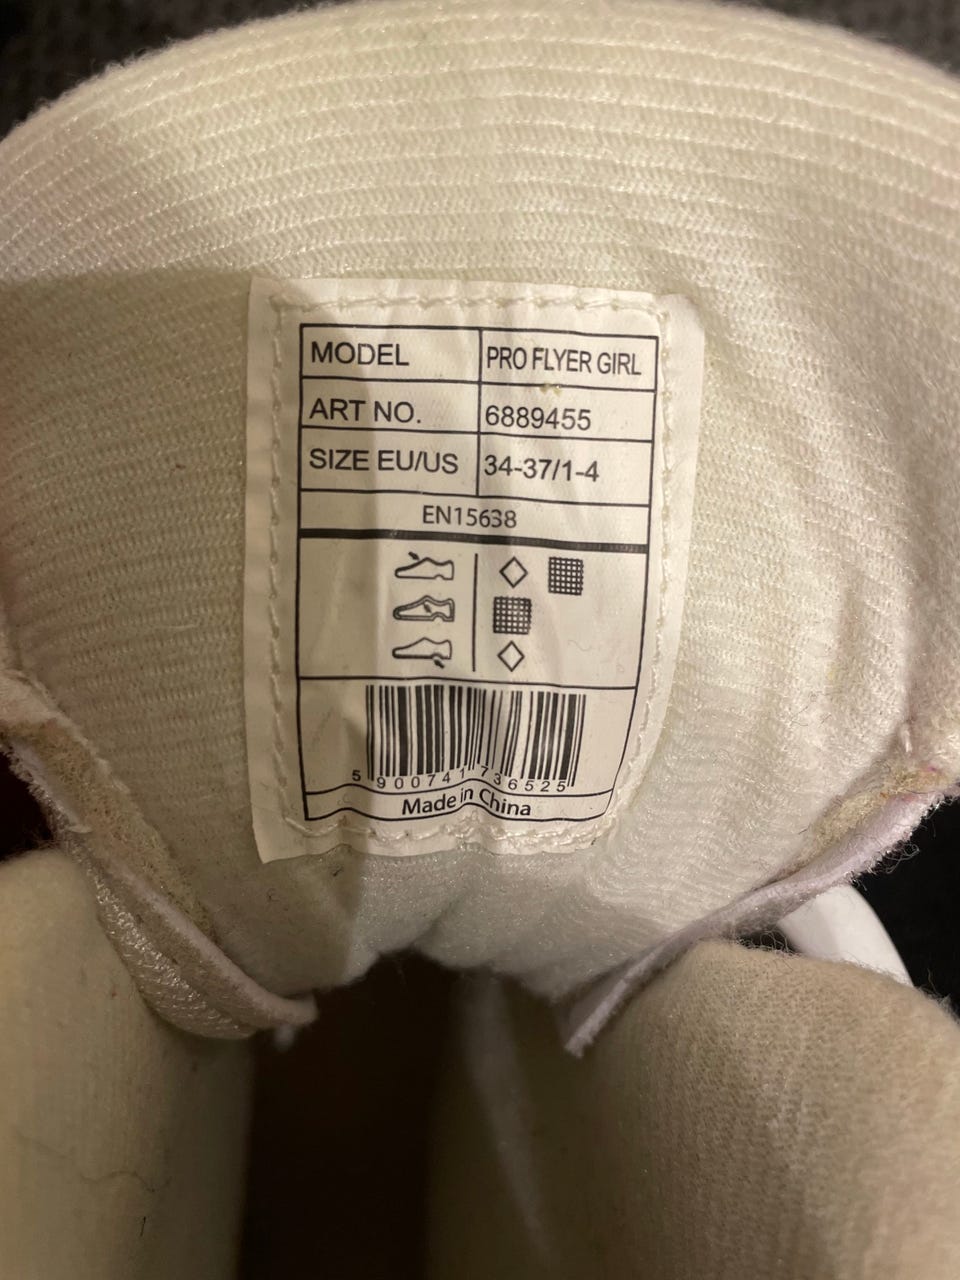 MODEL PRO FLYER GIRL
ART NO. 6889455
SIZE EU/US 34-37/1-4
EN15638
5 900741 736525
Made in China